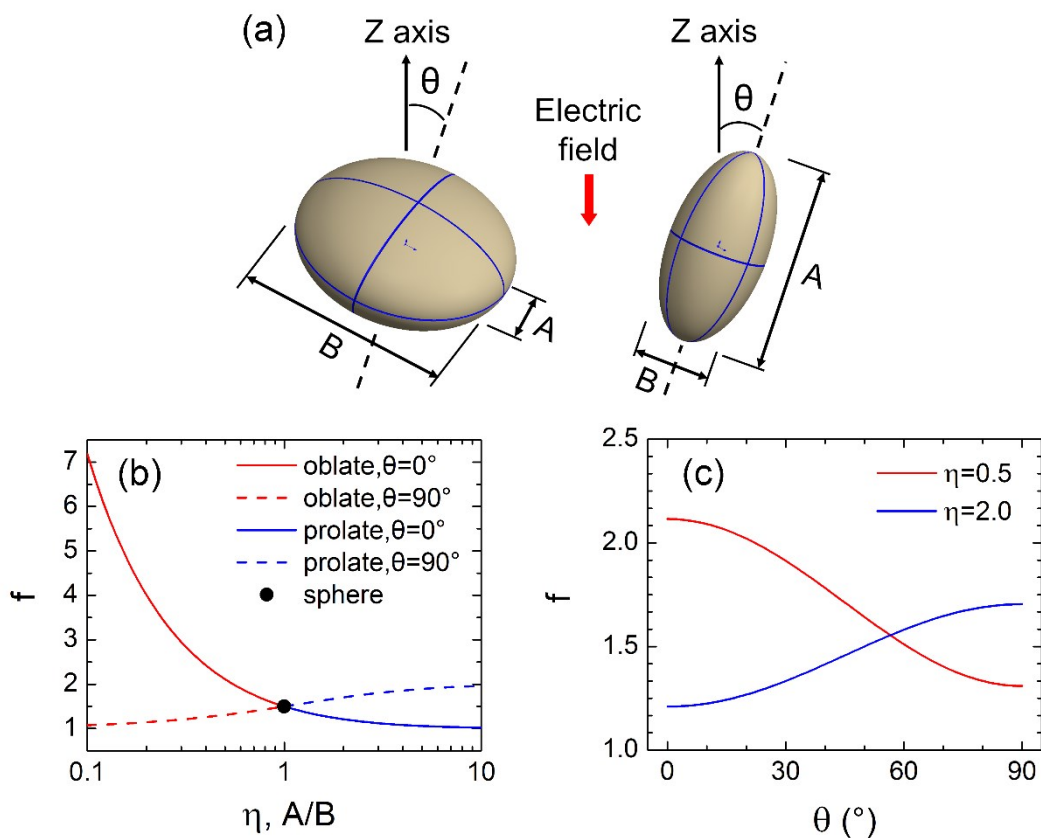 (a)
Z axis
θ
Electric
field
Z axis
θ
B
A
B
A
(b)
oblate,θ=0°
oblate,θ=90°
prolate,θ=0°
prolate,θ=90°
sphere
f
7
6
5
4
3
2
1
0.1
1
10
η, A/B
(c)
η=0.5
η=2.0
f
2.5
2.0
1.5
1.0
0
30
60
90
θ (°)